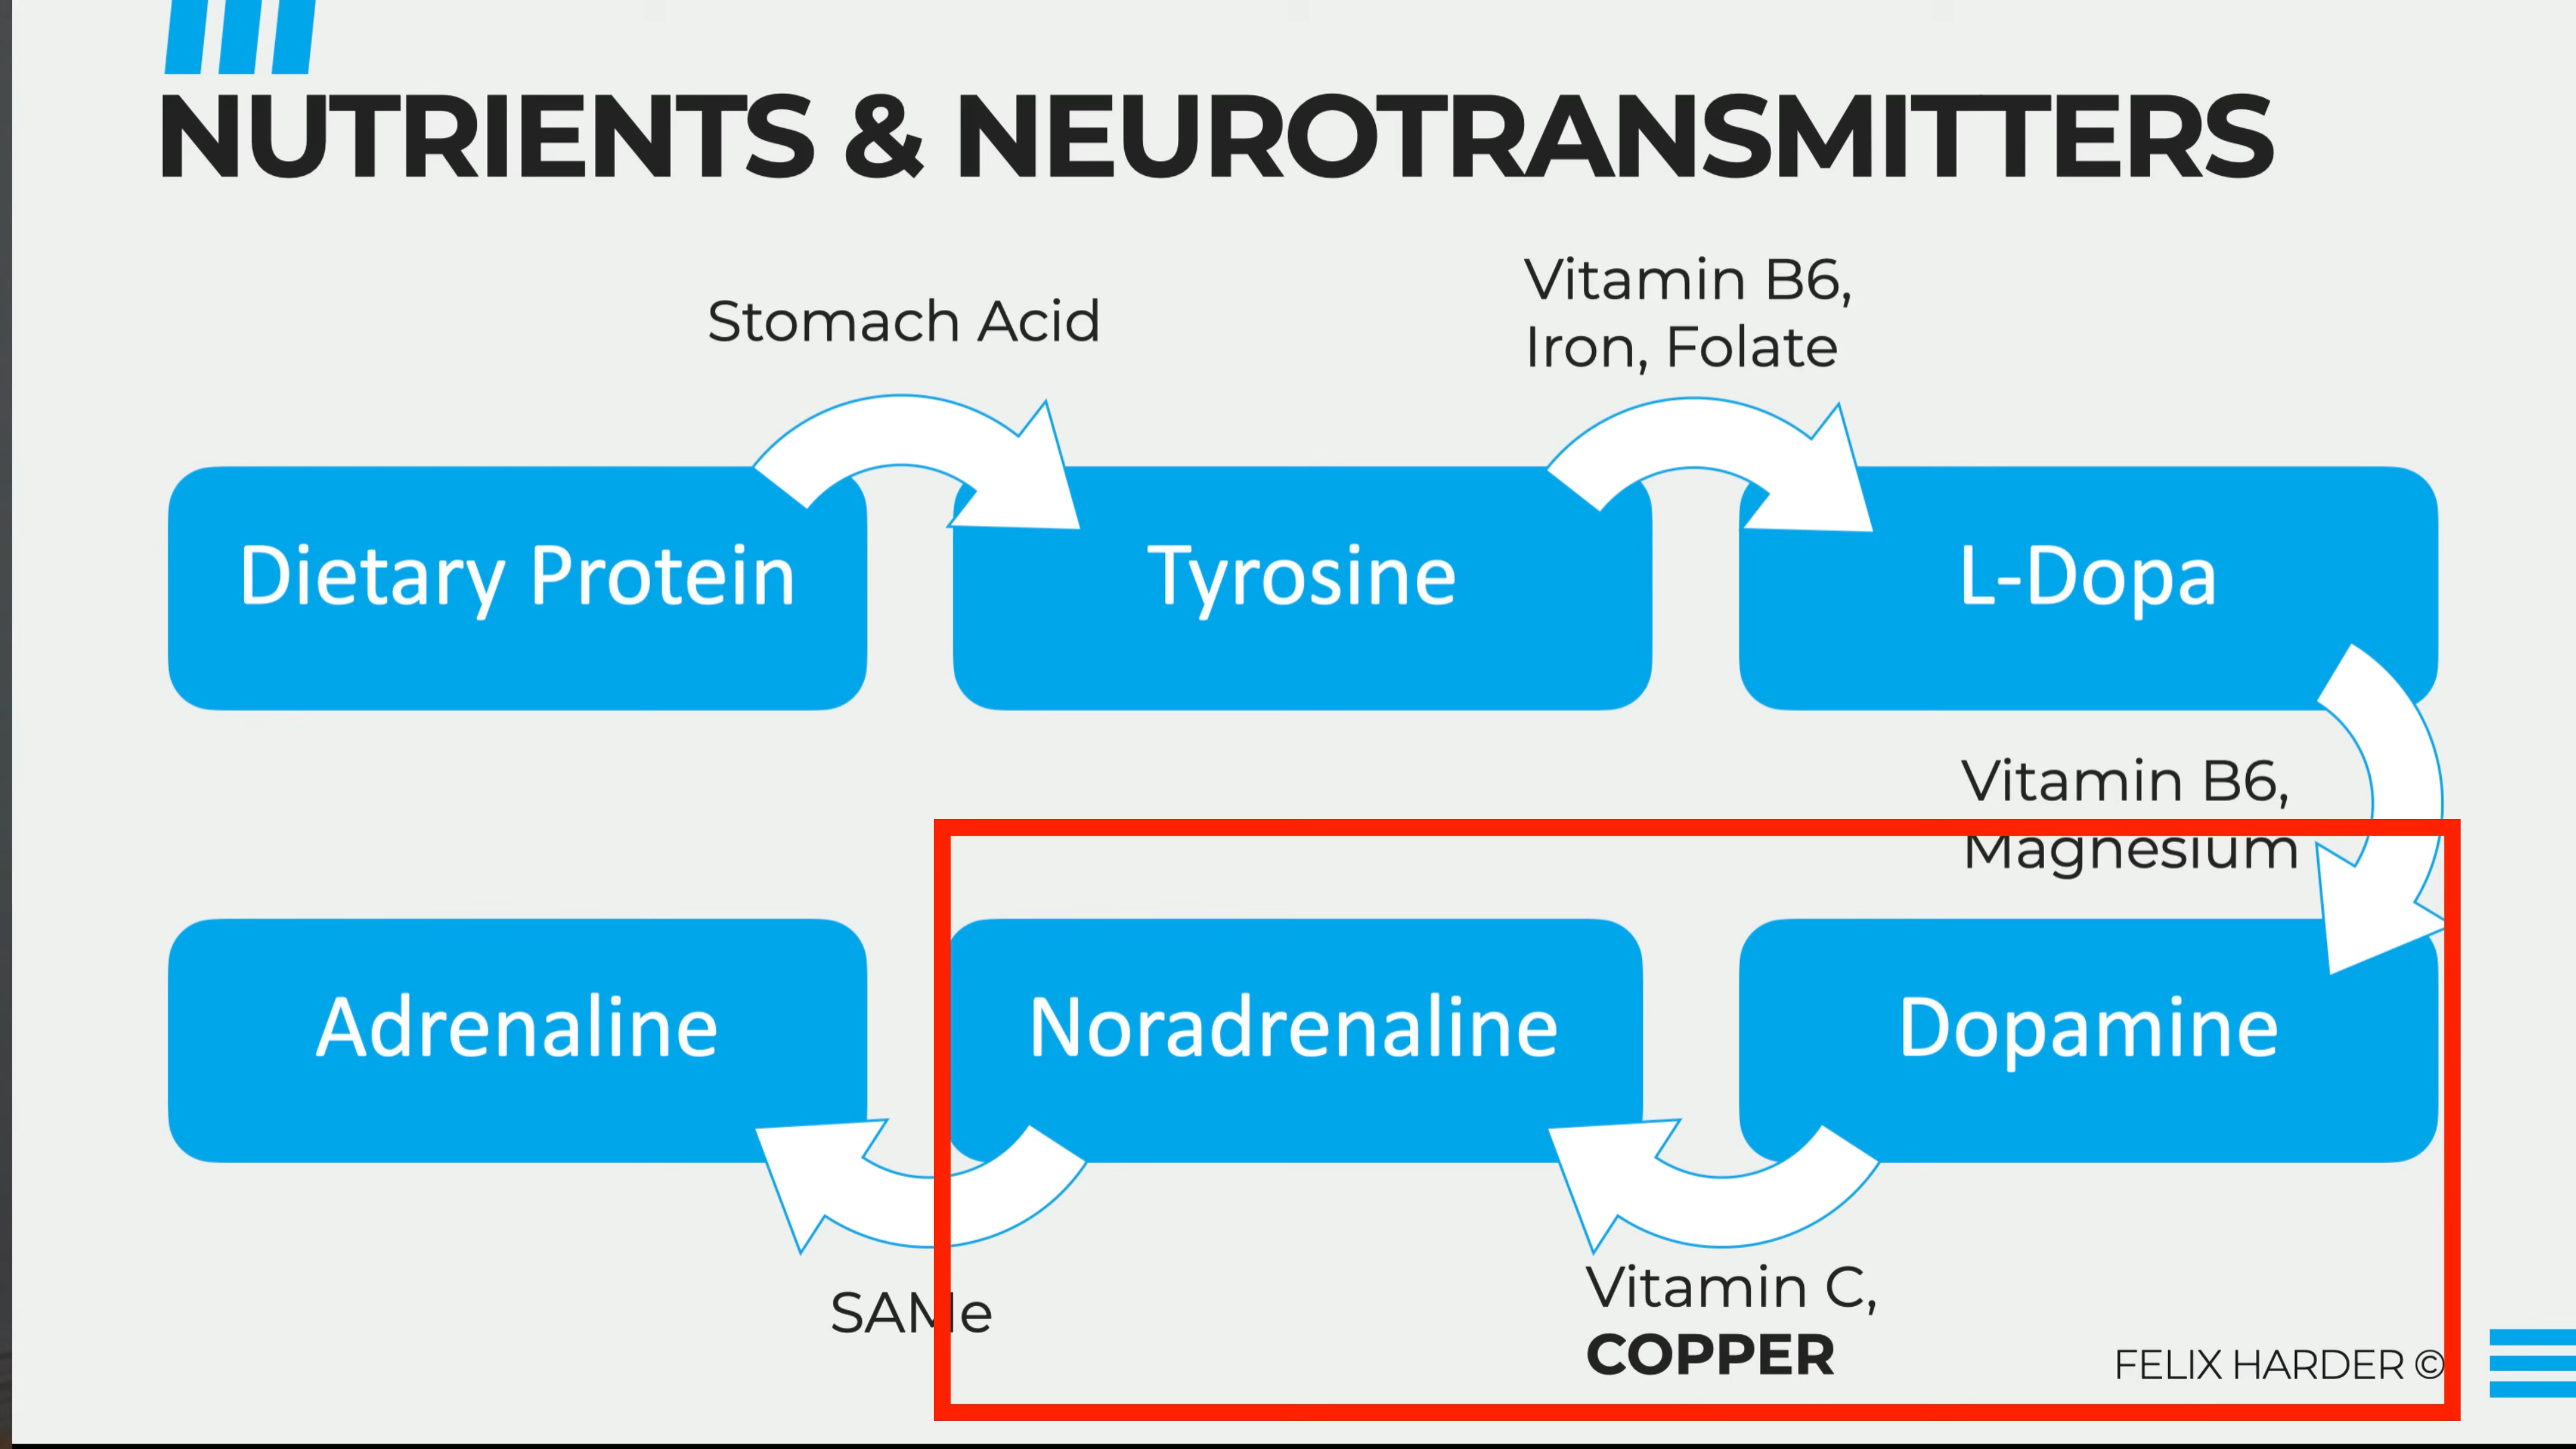 NUTRIENTS & NEUROTRANSMITTERS
Stomach Acid
Vitamin B6,
Iron, Folate
Dietary Protein
Tyrosine
L-Dopa
Vitamin B6,
Magnesium
Adrenaline
Noradrenaline
Dopamine
SAMe
Vitamin C,
COPPER
FELIX HARDER ©